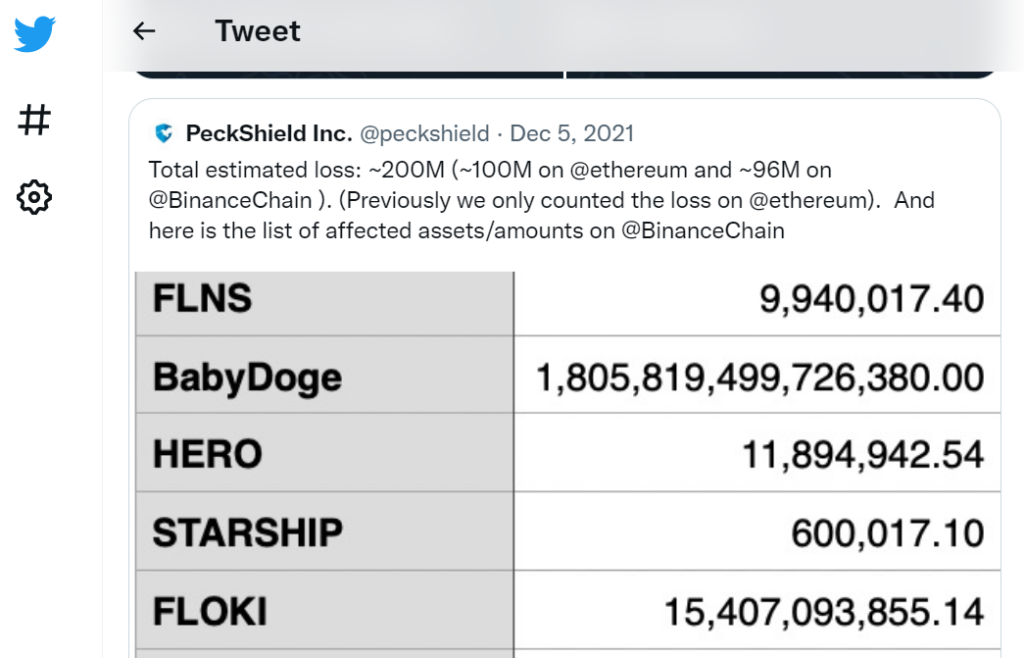 Tweet
PeckShield Inc. @peckshield · Dec 5, 2021
Total estimated loss: ~200M (~100M on @ethereum and ~96M on
@BinanceChain ). (Previously we only counted the loss on @ethereum).  And
here is the list of affected assets/amounts on @BinanceChain
FLNS 9,940,017.40
BabyDoge 1,805,819,499,726,380.00
HERO 11,894,942.54
STARSHIP 600,017.10
FLOKI 15,407,093,855.14